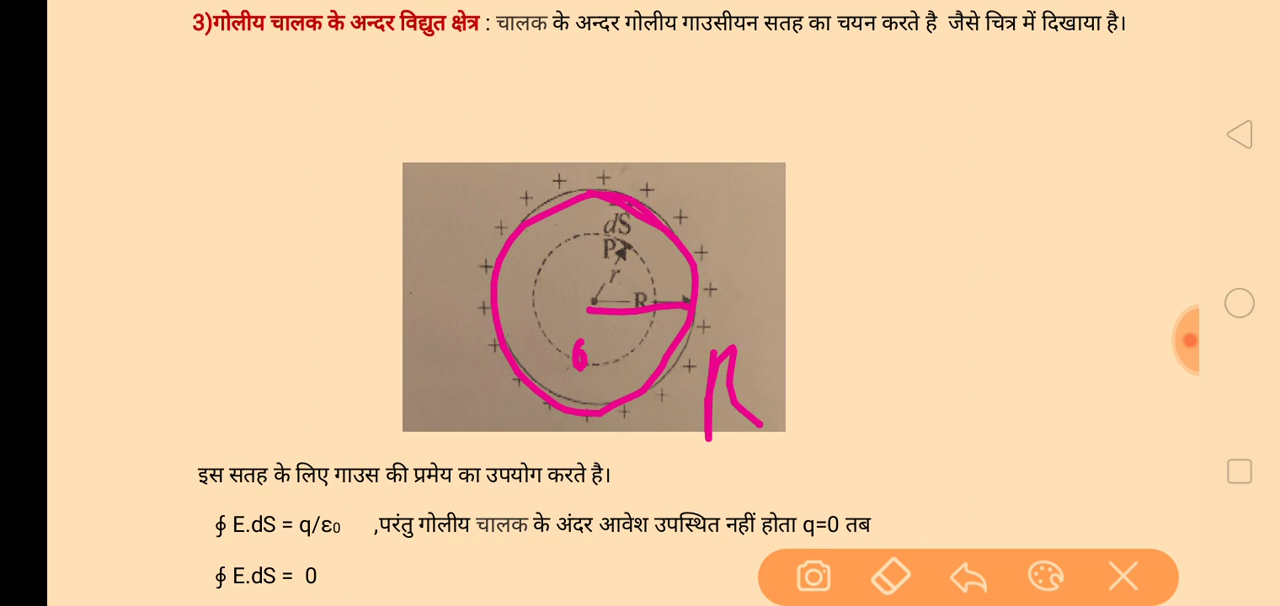 3)गोलीय चालक के अन्दर विद्युत क्षेत्र : चालक के अन्दर गोलीय गाउसीयन सतह का चयन करते है जैसे चित्र में दिखाया है।
dS
P
r
R
R
इस सतह के लिए गाउस की प्रमेय का उपयोग करते है।
∮ E.dS = q/ε₀ ,परंतु गोलीय चालक के अंदर आवेश उपस्थित नहीं होता q=0 तब
∮ E.dS = 0